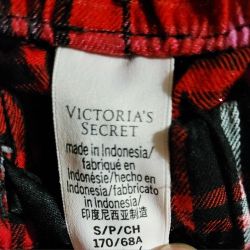 VICTORIA'S
SECRET
made in Indonesia/
fabriqué en
Indonésie/hecho en
Indonesia/fabricado
in Indonesia/
印度尼西亚制造
S/P/CH
170/68A